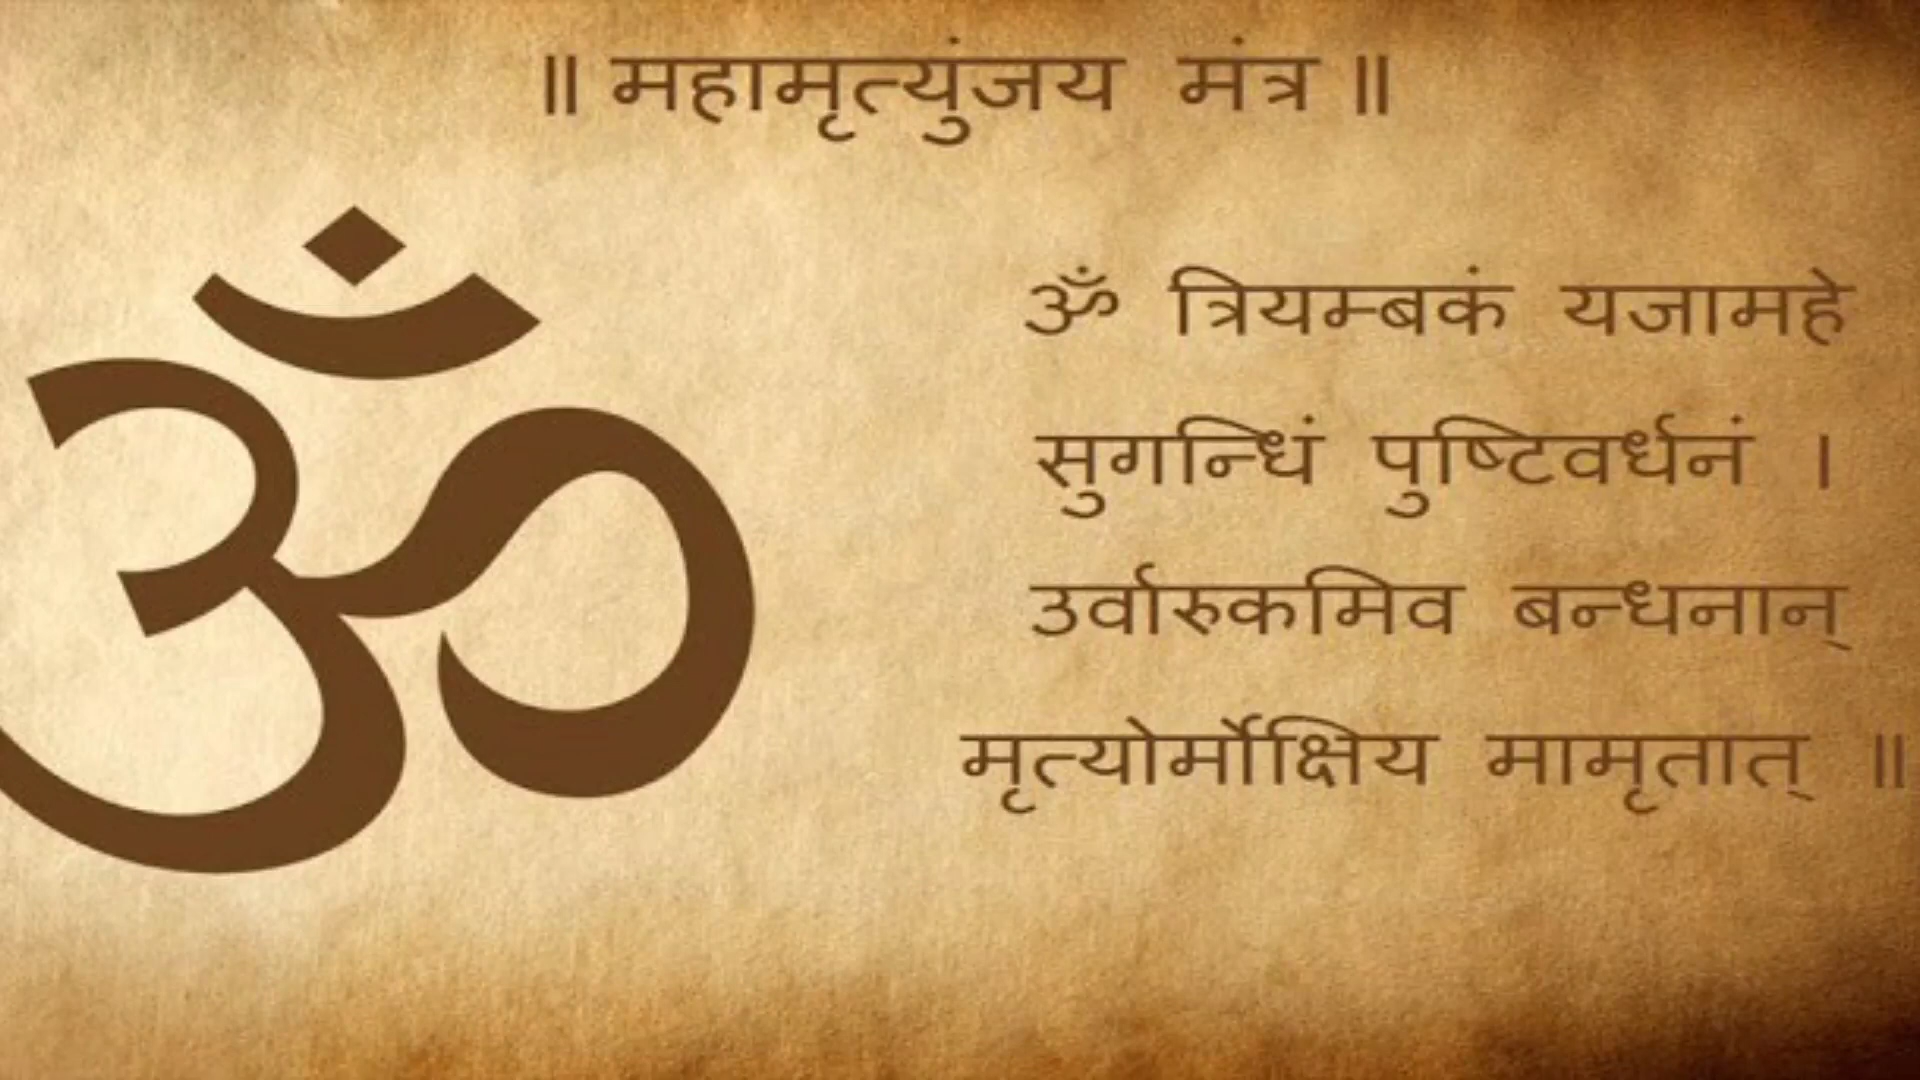 ॥ महामृत्युंजय मंत्र ॥
ॐ
ॐ त्रियम्बकं यजामहे
सुगन्धिं पुष्टिवर्धनं ।
उर्वारुकमिव बन्धनान्
मृत्योर्मौक्षिय मामृतात् ॥